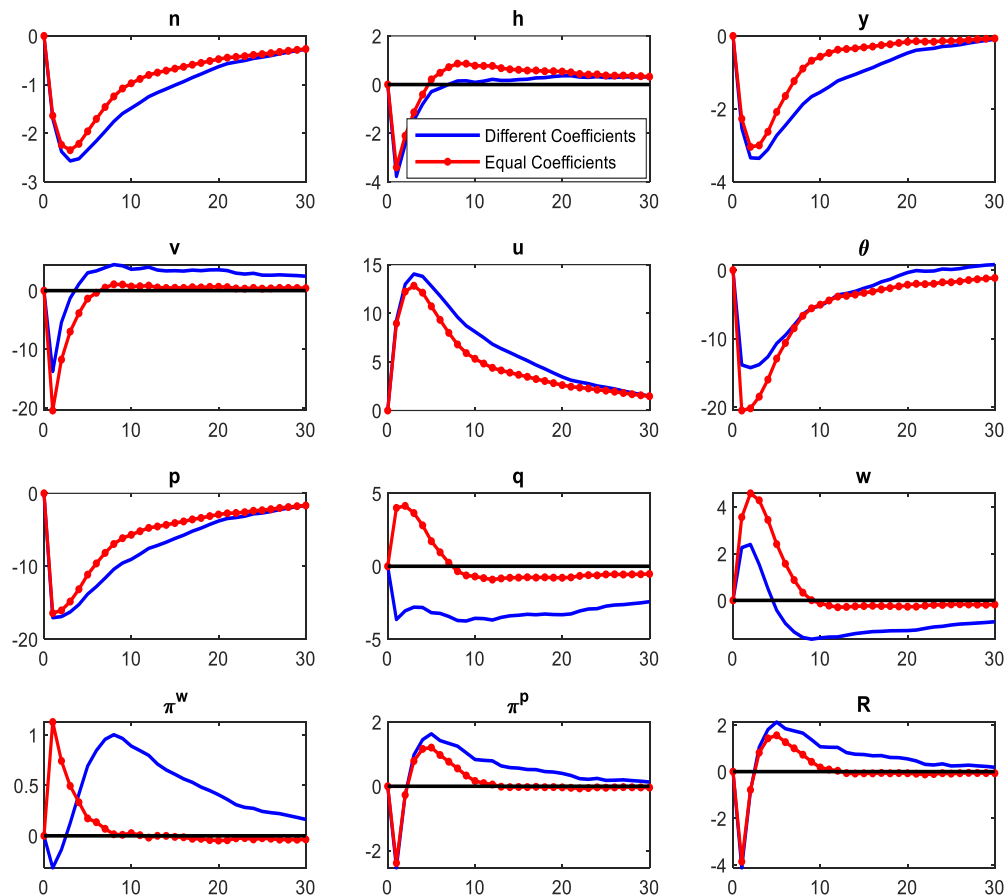 n h y
0 -1 -2 -3 0 10 20 30
2 0 -2 -4 0 10 20 30
Different Coefficients
Equal Coefficients
0 -2 -4 0 10 20 30
v u θ
0 -10 -20 0 10 20 30
15 10 5 0 0 10 20 30
0 -10 -20 0 10 20 30
p q w
0 -10 -20 0 10 20 30
5 0 -5 0 10 20 30
4 2 0 0 10 20 30
π^w π^p R
1 0.5 0 0 10 20 30
2 0 -2 0 10 20 30
2 0 -2 -4 0 10 20 30